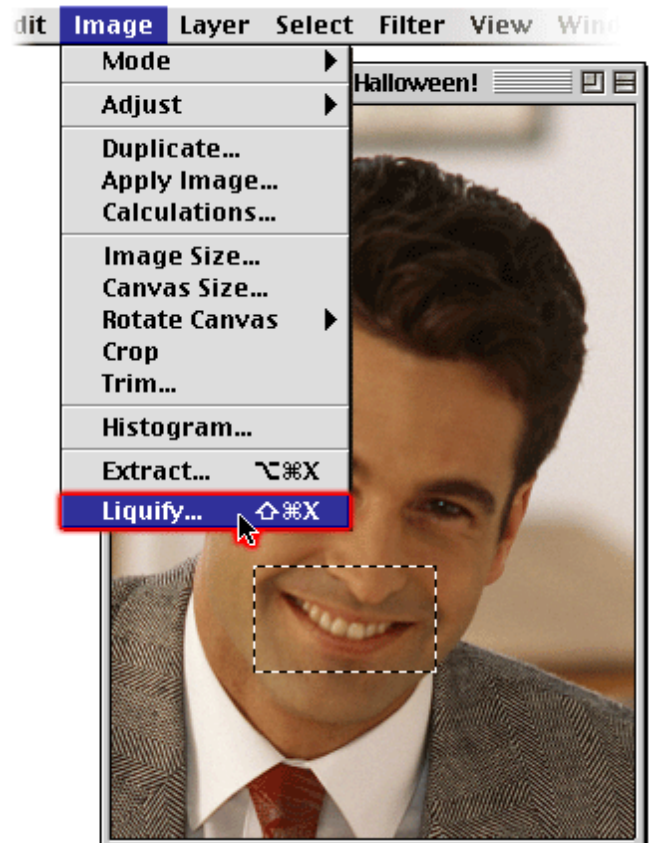 dit Image Layer Select Filter View Wind
Mode
Halloween!
Adjust
Duplicate...
Apply Image...
Calculations...
Image Size...
Canvas Size...
Rotate Canvas
Crop
Trim...
Histogram...
Extract... ⌥⌘X
Liquify... ⇧⌘X